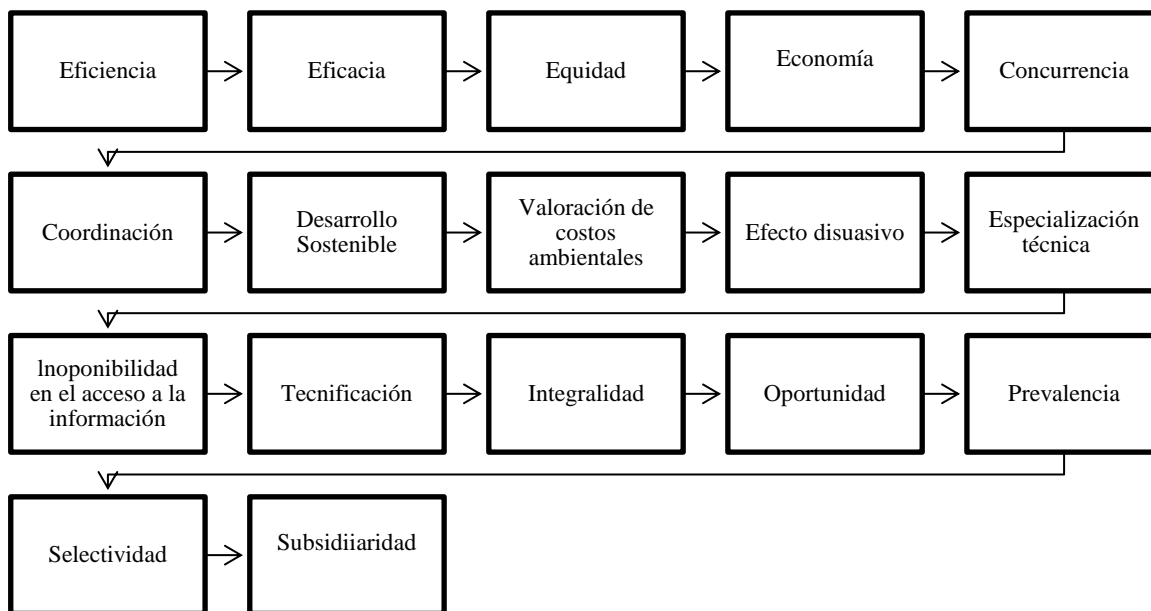 Eficiencia
Eficacia
Equidad
Economía
Concurrencia
Coordinación
Desarrollo
Sostenible
Valoración de
costos
ambientales
Efecto disuasivo
Especialización
técnica
lnoponibilidad
en el acceso a la
información
Tecnificación
Integralidad
Oportunidad
Prevalencia
Selectividad
Subsidiiaridad